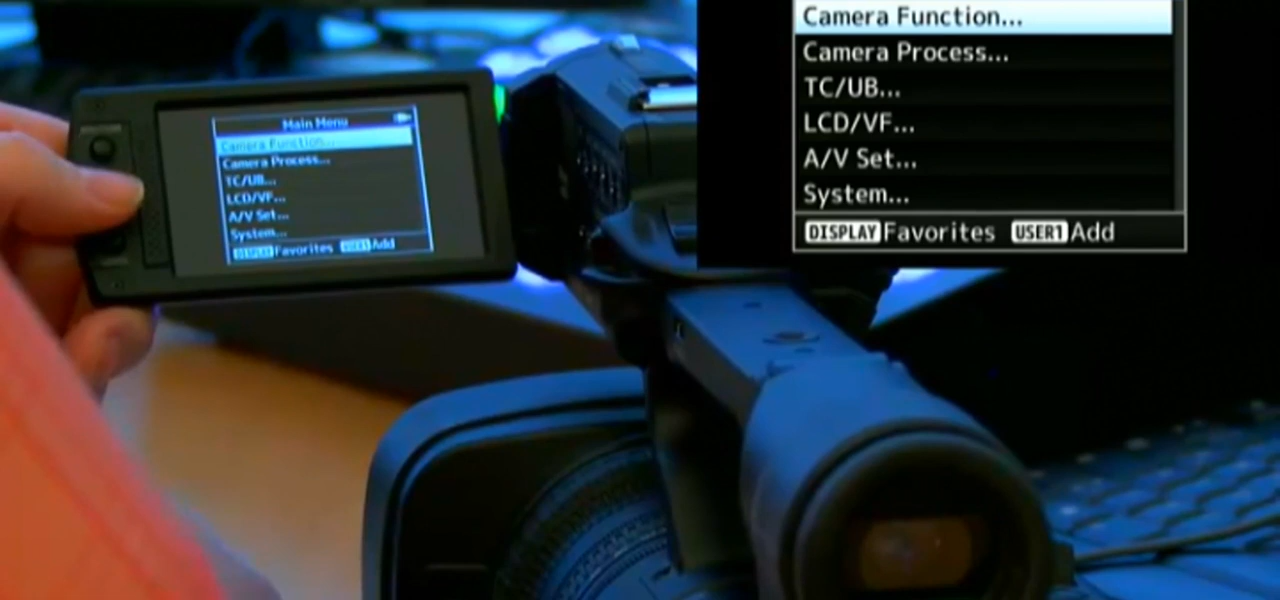 Main Menu
Camera Function...
Camera Process...
TC/UB...
LCD/VF...
A/V Set...
System...
DISPLAY Favorites USER1 Add
Camera Function...
Camera Process...
TC/UB...
LCD/VF...
A/V Set...
System...
DISPLAY Favorites USER1 Add